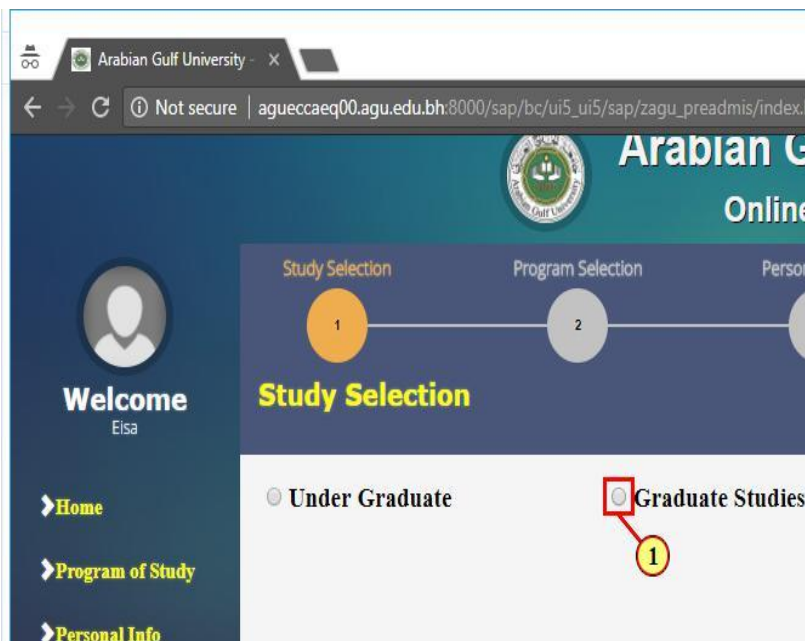 Arabian Gulf University -
Not secure | agueccaeq00.agu.edu.bh:8000/sap/bc/ui5_ui5/sap/zagu_preadmis/index.
Arabian G
Online
Study Selection
Program Selection
Person
1
2
Welcome
Eisa
Study Selection
Home
Program of Study
Personal Info
Under Graduate
Graduate Studies
1